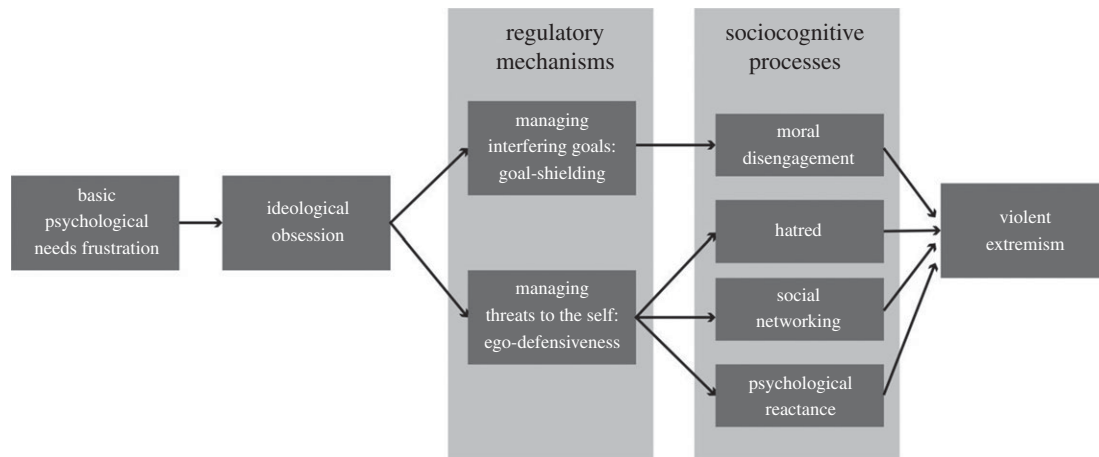 regulatory
mechanisms
sociocognitive
processes
managing
interfering goals:
goal-shielding
moral
disengagement
basic
psychological
needs frustration
ideological
obsession
hatred
violent
extremism
managing
threats to the self:
ego-defensiveness
social
networking
psychological
reactance